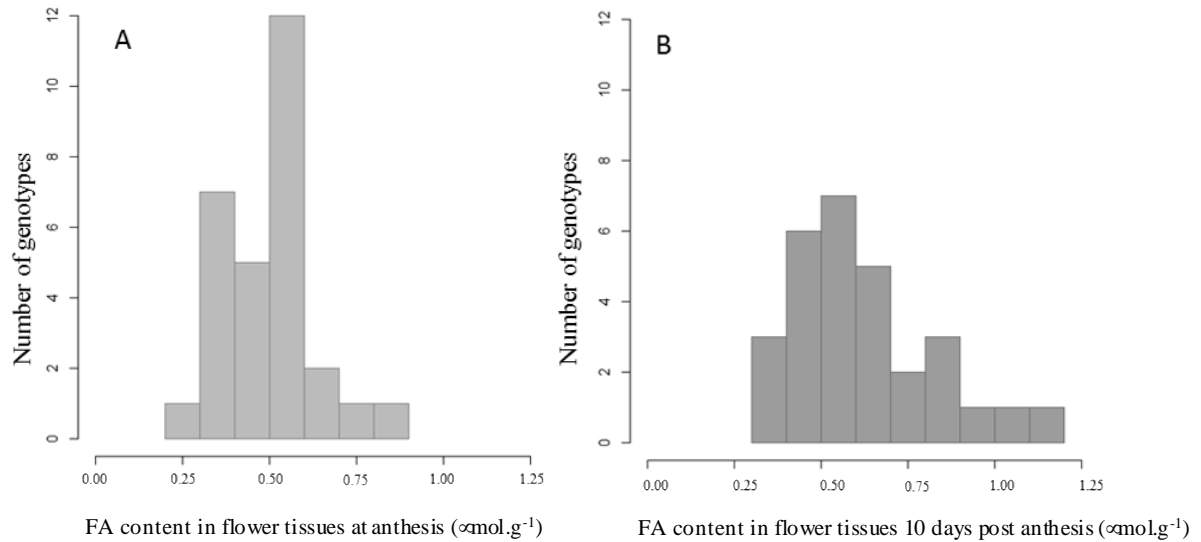 A
Number of genotypes
12
10
8
6
4
2
0
0.00 0.25 0.50 0.75 1.00 1.25
FA content in flower tissues at anthesis (∝mol.g-1)
B
Number of genotypes
12
10
8
6
4
2
0
0.00 0.25 0.50 0.75 1.00 1.25
FA content in flower tissues 10 days post anthesis (∝mol.g-1)